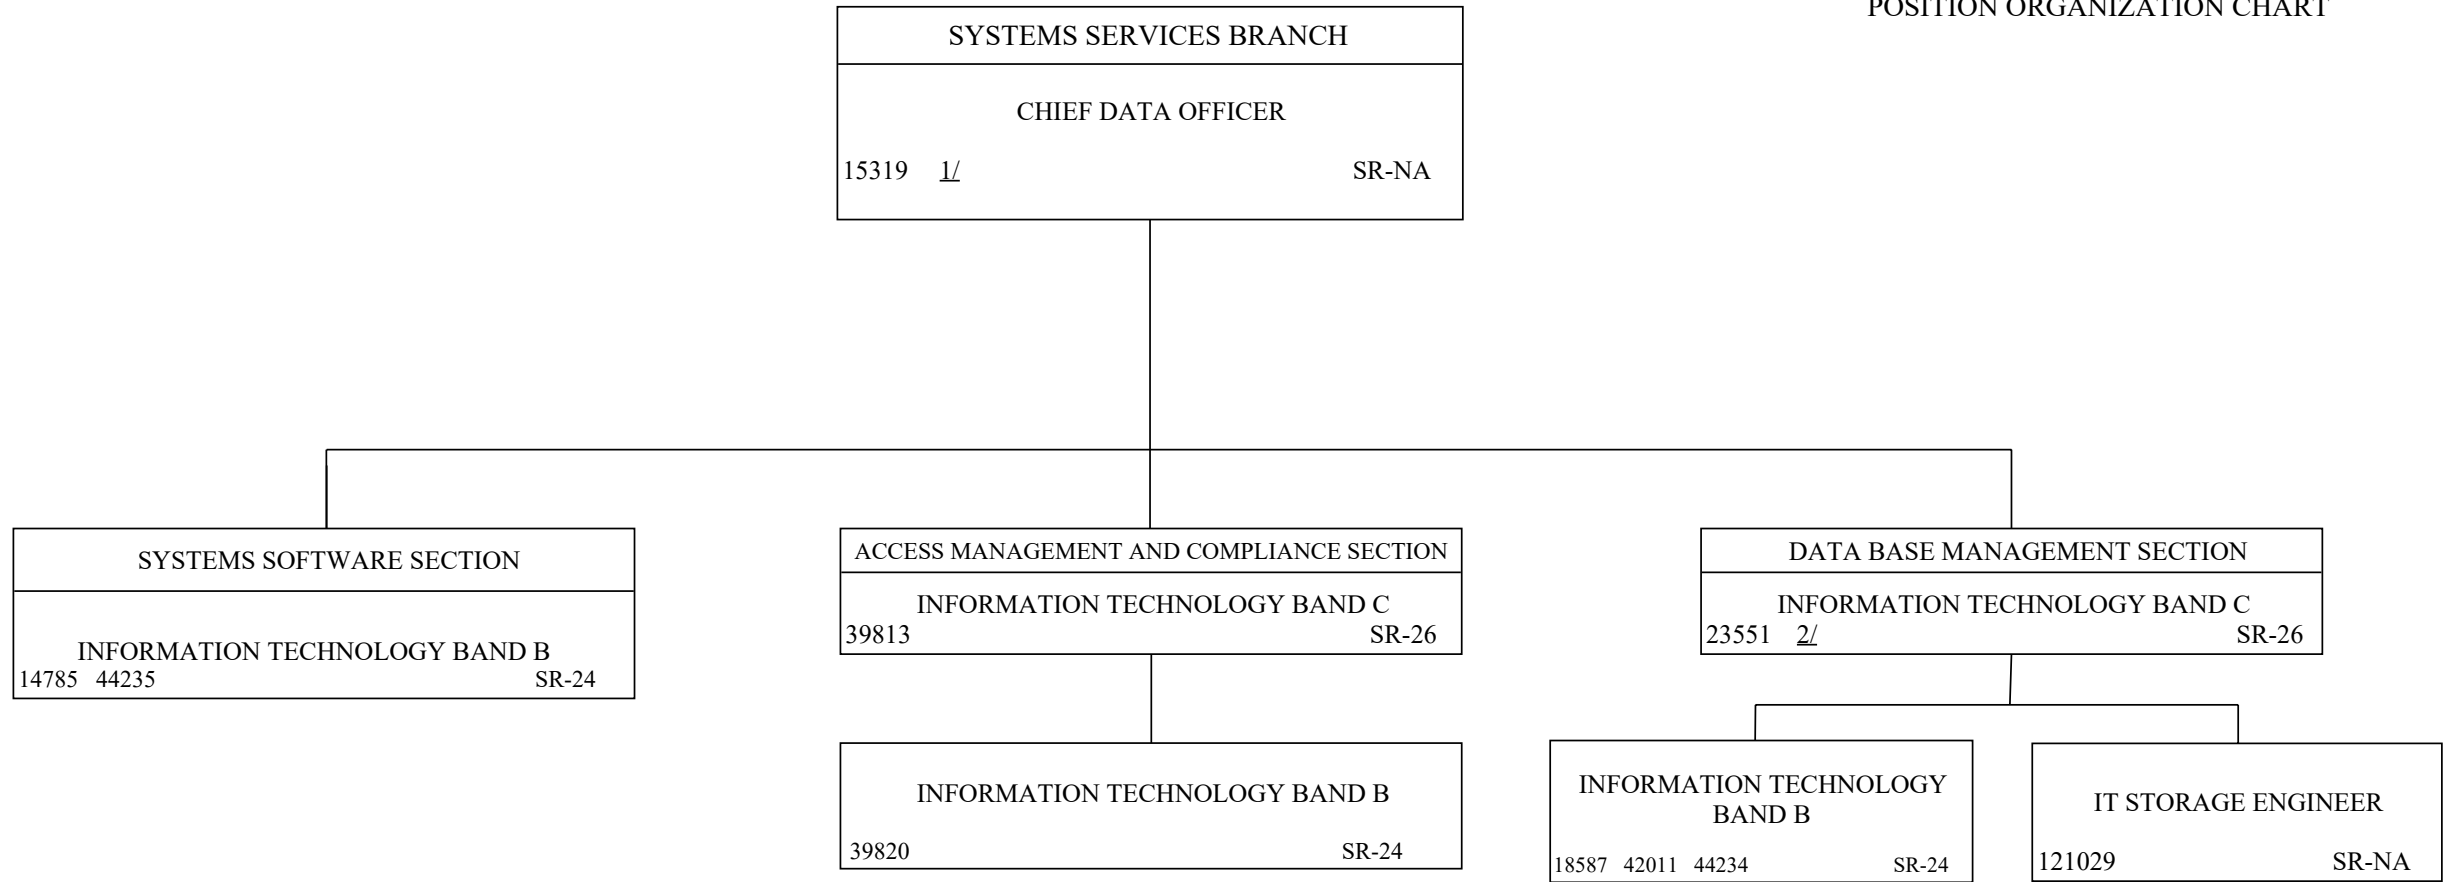 POSITION ORGANIZATION CHART
SYSTEMS SERVICES BRANCH
CHIEF DATA OFFICER
15319 1/ SR-NA
SYSTEMS SOFTWARE SECTION
INFORMATION TECHNOLOGY BAND B
14785 44235 SR-24
ACCESS MANAGEMENT AND COMPLIANCE SECTION
INFORMATION TECHNOLOGY BAND C
39813 SR-26
INFORMATION TECHNOLOGY BAND B
39820 SR-24
DATA BASE MANAGEMENT SECTION
INFORMATION TECHNOLOGY BAND C
23551 2/ SR-26
INFORMATION TECHNOLOGY
BAND B
18587 42011 44234 SR-24
IT STORAGE ENGINEER
121029 SR-NA